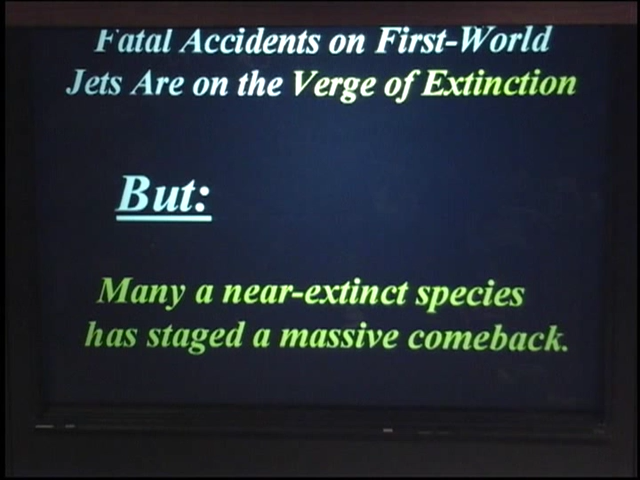 Fatal Accidents on First-World
Jets Are on the Verge of Extinction
But:
Many a near-extinct species
has staged a massive comeback.